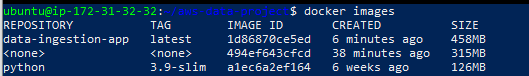 ubuntu@ip-172-31-32-32: docker images
REPOSITORY TAG IMAGE ID CREATED SIZE
data-ingestion-app latest 1d86870ce5ed 6 minutes ago 458MB
<none> <none> 494ef643cfcd 38 minutes ago 315MB
python 3.9-slim a1ec6a2ef164 6 weeks ago 126MB